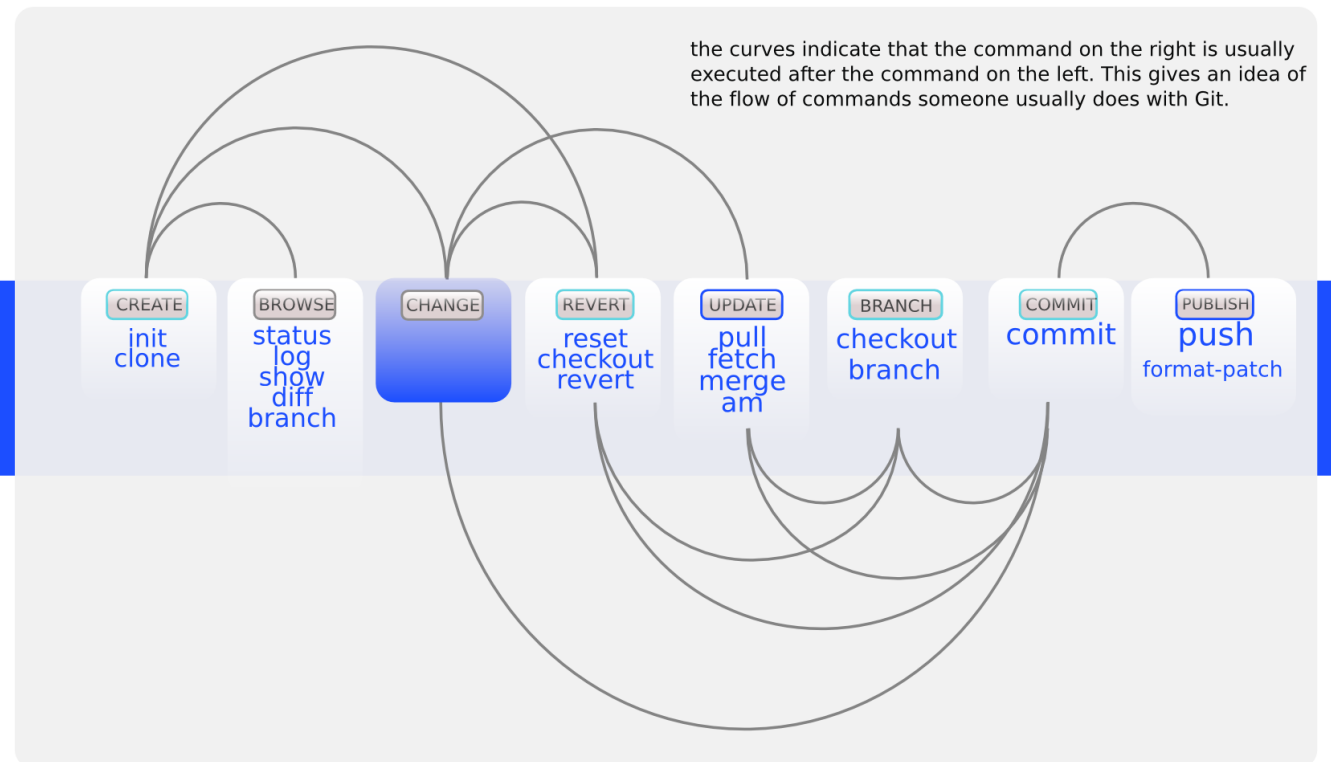 the curves indicate that the command on the right is usually
executed after the command on the left. This gives an idea of
the flow of commands someone usually does with Git.
CREATE
init
clone
BROWSE
status
log
show
diff
branch
CHANGE
REVERT
reset
checkout
revert
UPDATE
pull
fetch
merge
am
BRANCH
checkout
branch
COMMIT
commit
PUBLISH
push
format-patch